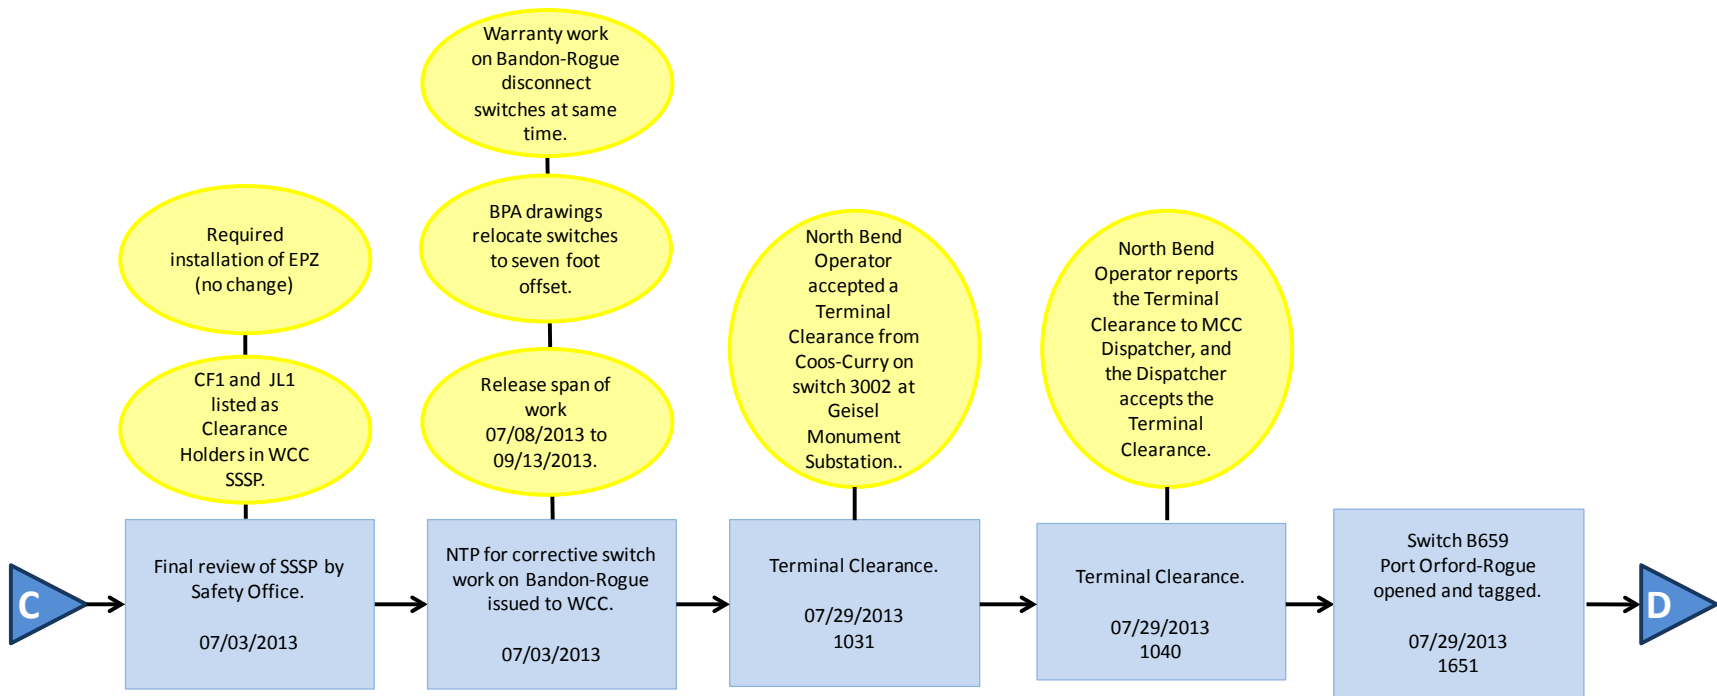 Warranty work
on Bandon-Rogue
disconnect
switches at same
time.
Required
installation of EPZ
(no change)
BPA drawings
relocate switches
to seven foot
offset.
CF1 and JL1
listed as
Clearance
Holders in WCC
SSSP.
Release span of
work
07/08/2013 to
09/13/2013.
North Bend
Operator
accepted a
Terminal
Clearance from
Coos-Curry on
switch 3002 at
Geisel
Monument
Substation..
North Bend
Operator reports
the Terminal
Clearance to MCC
Dispatcher, and
the Dispatcher
accepts the
Terminal
Clearance.
C
Final review of SSSP by
Safety Office.
07/03/2013
NTP for corrective switch
work on Bandon-Rogue
issued to WCC.
07/03/2013
Terminal Clearance.
07/29/2013
1031
Terminal Clearance.
07/29/2013
1040
Switch B659
Port Orford-Rogue
opened and tagged.
07/29/2013
1651
D